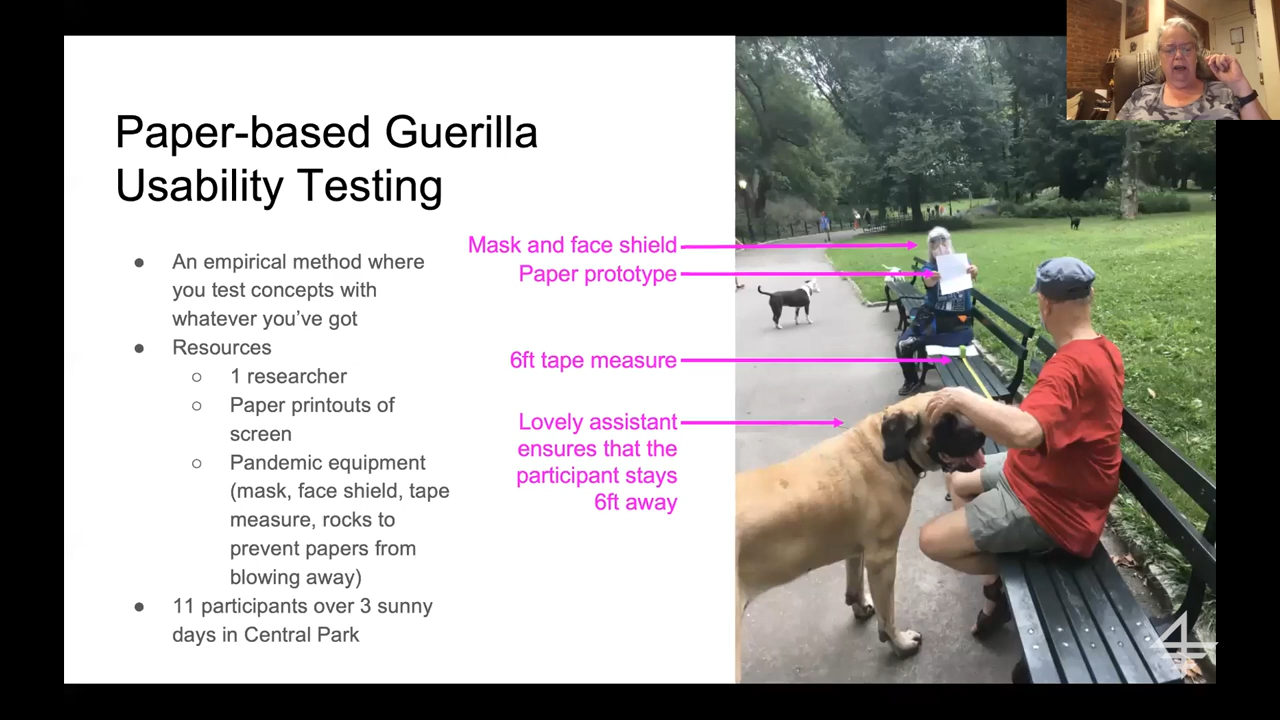 Paper-based Guerilla
Usability Testing
● An empirical method where
you test concepts with
whatever you’ve got
● Resources
○ 1 researcher
○ Paper printouts of
screen
○ Pandemic equipment
(mask, face shield, tape
measure, rocks to
prevent papers from
blowing away)
● 11 participants over 3 sunny
days in Central Park
Mask and face shield
Paper prototype
6ft tape measure
Lovely assistant
ensures that the
participant stays
6ft away